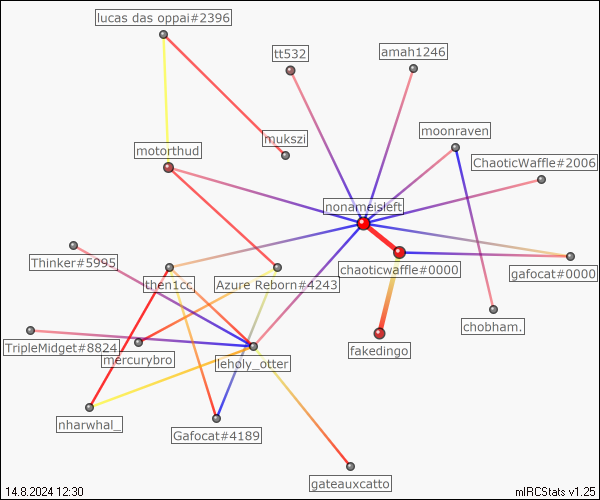 lucas das oppai#2396
tt532
amah1246
mukszi
moonraven
motorthud
ChaoticWaffle#2006
nonameisleft
Thinker#5995
chaoticwaffle#0000
gafocat#0000
then1cc.
Azure Reborn#4243
chobham.
TripleMidget#8824
mercurybro
leholy_otter
fakedingo
nharwhal_
Gafocat#4189
gateauxcatto
14.8.2024 12:30
mIRCStats v1.25